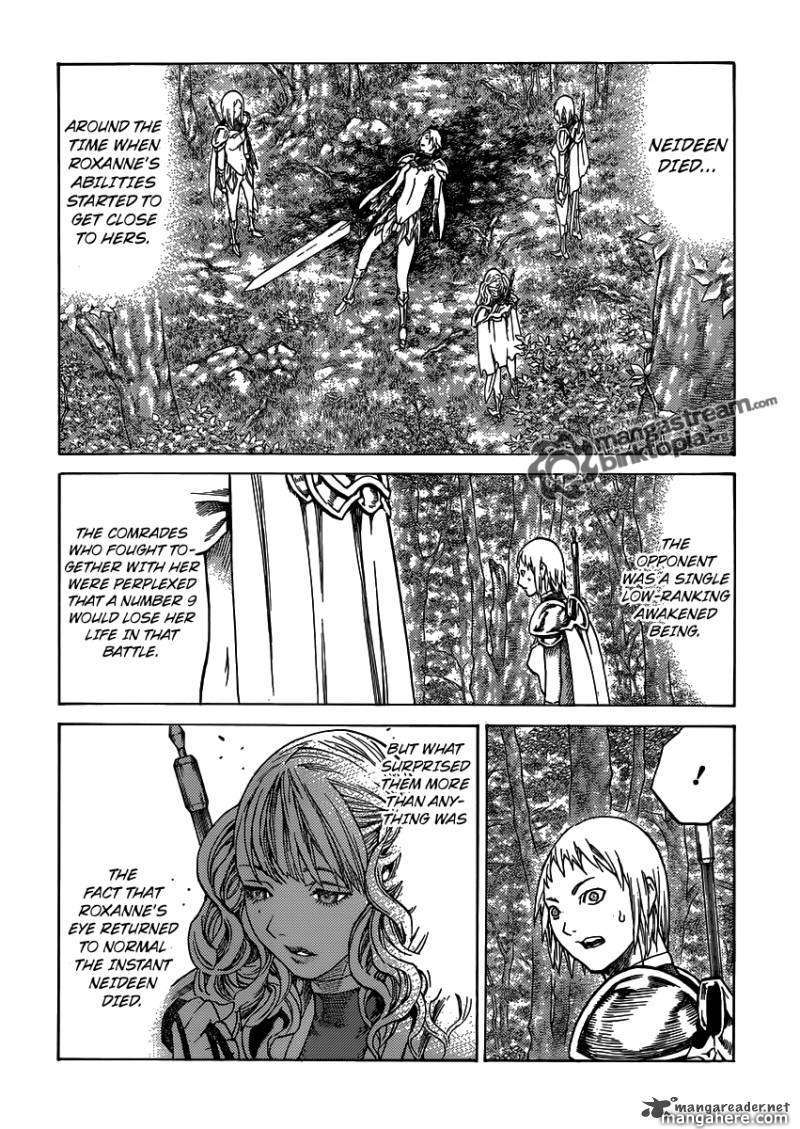 NEIDEEN
DIED...
AROUND THE
TIME WHEN
ROXANNE'S
ABILITIES
STARTED TO
GET CLOSE
TO HERS.
mangastream.com
binktopia.org
THE
OPPONENT
WAS A SINGLE
LOW-RANKING
AWAKENED
BEING.
THE COMRADES
WHO FOUGHT TO-
GETHER WITH HER
WERE PERPLEXED
THAT A NUMBER 9
WOULD LOSE HER
LIFE IN THAT
BATTLE.
!
BUT WHAT
SURPRISED
THEM MORE
THAN ANY-
THING WAS
THE
FACT THAT
ROXANNE'S
EYE RETURNED
TO NORMAL
THE INSTANT
NEIDEEN
DIED.
mangareader.net
mangahere.com